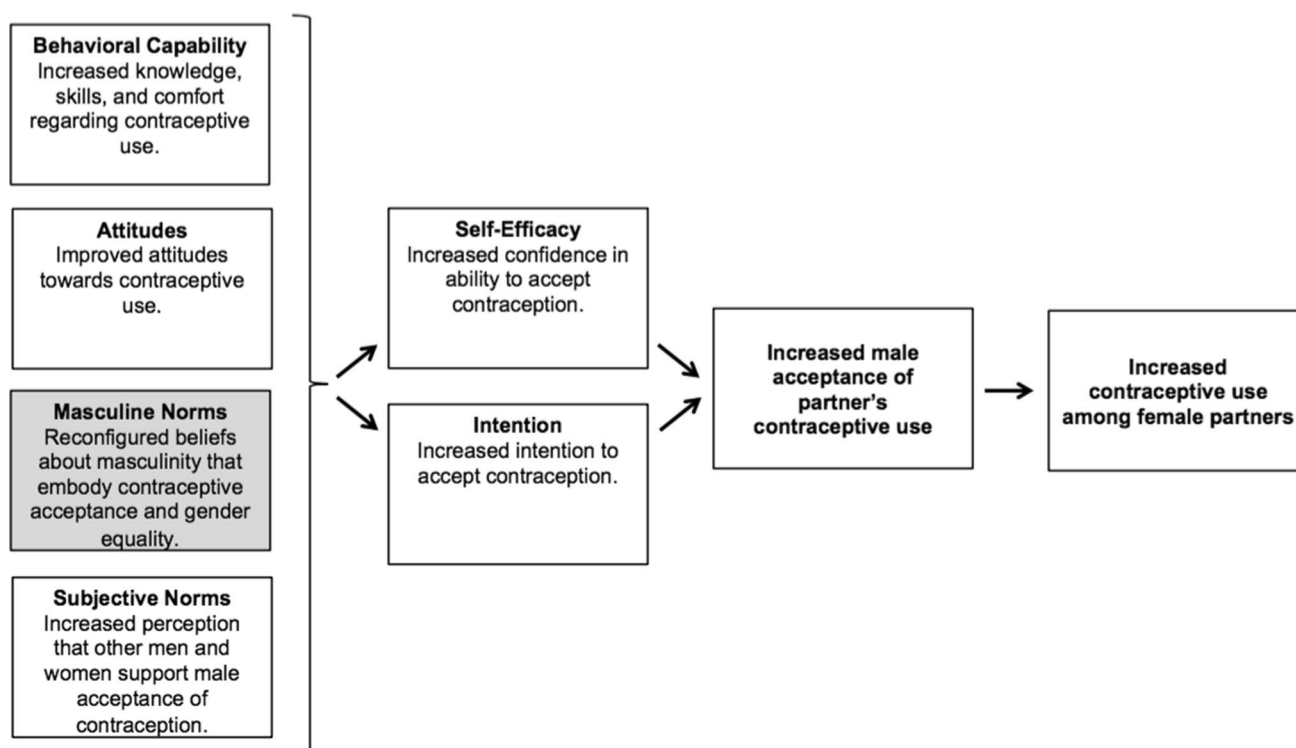 Behavioral Capability
Increased knowledge,
skills, and comfort
regarding contraceptive
use.
Attitudes
Improved attitudes
towards contraceptive
use.
Masculine Norms
Reconfigured beliefs
about masculinity that
embody contraceptive
acceptance and gender
equality.
Subjective Norms
Increased perception
that other men and
women support male
acceptance of
contraception.
Self-Efficacy
Increased confidence in
ability to accept
contraception.
Intention
Increased intention to
accept contraception.
Increased male
acceptance of
partner's
contraceptive use
Increased
contraceptive use
among female partners